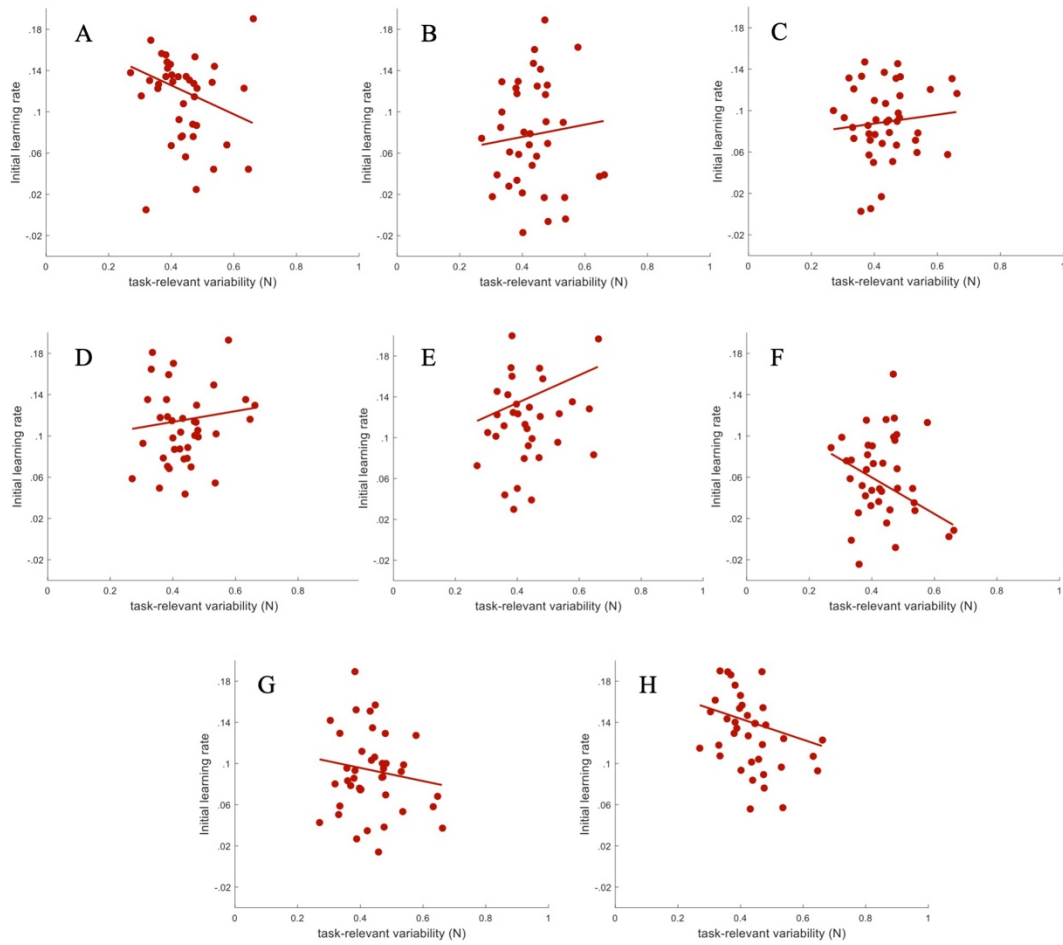 A
Initial learning rate
.18
.14
.1
.06
.02
-.02
0 0.2 0.4 0.6 0.8 1
task-relevant variability (N)
B
Initial learning rate
.18
.14
.1
.06
.02
-.02
0 0.2 0.4 0.6 0.8 1
task-relevant variability (N)
C
Initial learning rate
.18
.14
.1
.06
.02
-.02
0 0.2 0.4 0.6 0.8 1
task-relevant variability (N)
D
Initial learning rate
.18
.14
.1
.06
.02
-.02
0 0.2 0.4 0.6 0.8
task-relevant variability (N)
E
Initial learning rate
.18
.14
.1
.06
.02
-.02
0 0.2 0.4 0.6 0.8 1
task-relevant variability (N)
F
Initial learning rate
.18
.14
.1
.06
.02
-.02
0 0.2 0.4 0.6 0.8 1
task-relevant variability (N)
G
Initial learning rate
.18
.14
.1
.06
.02
-.02
0 0.2 0.4 0.6 0.8 1
task-relevant variability (N)
H
Initial learning rate
.18
.14
.1
.06
.02
-.02
0 0.2 0.4 0.6 0.8 1
task-relevant variability (N)